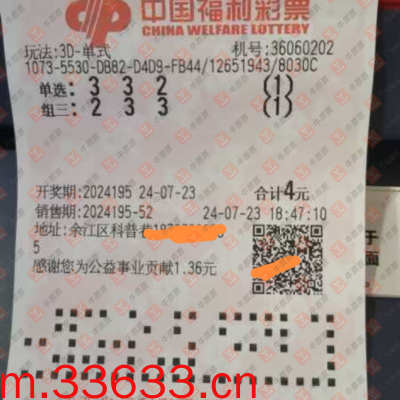 中国福利彩票
CHINA WELFARE LOTTERY
玩法:3D-单式 机号:36060202
1073-5530-DB82-D4D9-FB44/12651943/8030C
单选: 3 3 2 (1)
组三: 2 3 3 (1)
开奖期:2024195 24-07-23 合计4元
销售期:2024195-52 24-07-23 18:47:10
地址:余江区科普巷
5
感谢您为公益事业贡献1.36元
于
面
m.33633.cn